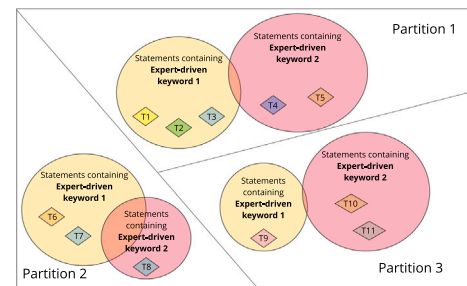 Partition 1
Statements containing
Expert-driven
keyword 1
T1
T2
T3
Statements containing
Expert-driven
keyword 2
T4
T5
Statements containing
Expert-driven
keyword 1
T6
T7
Statements
containing
Expert-driven
keyword 2
T8
Partition 2
Statements
containing
Expert-driven
keyword 1
T9
Statements containing
Expert-driven
keyword 2
T10
T11
Partition 3